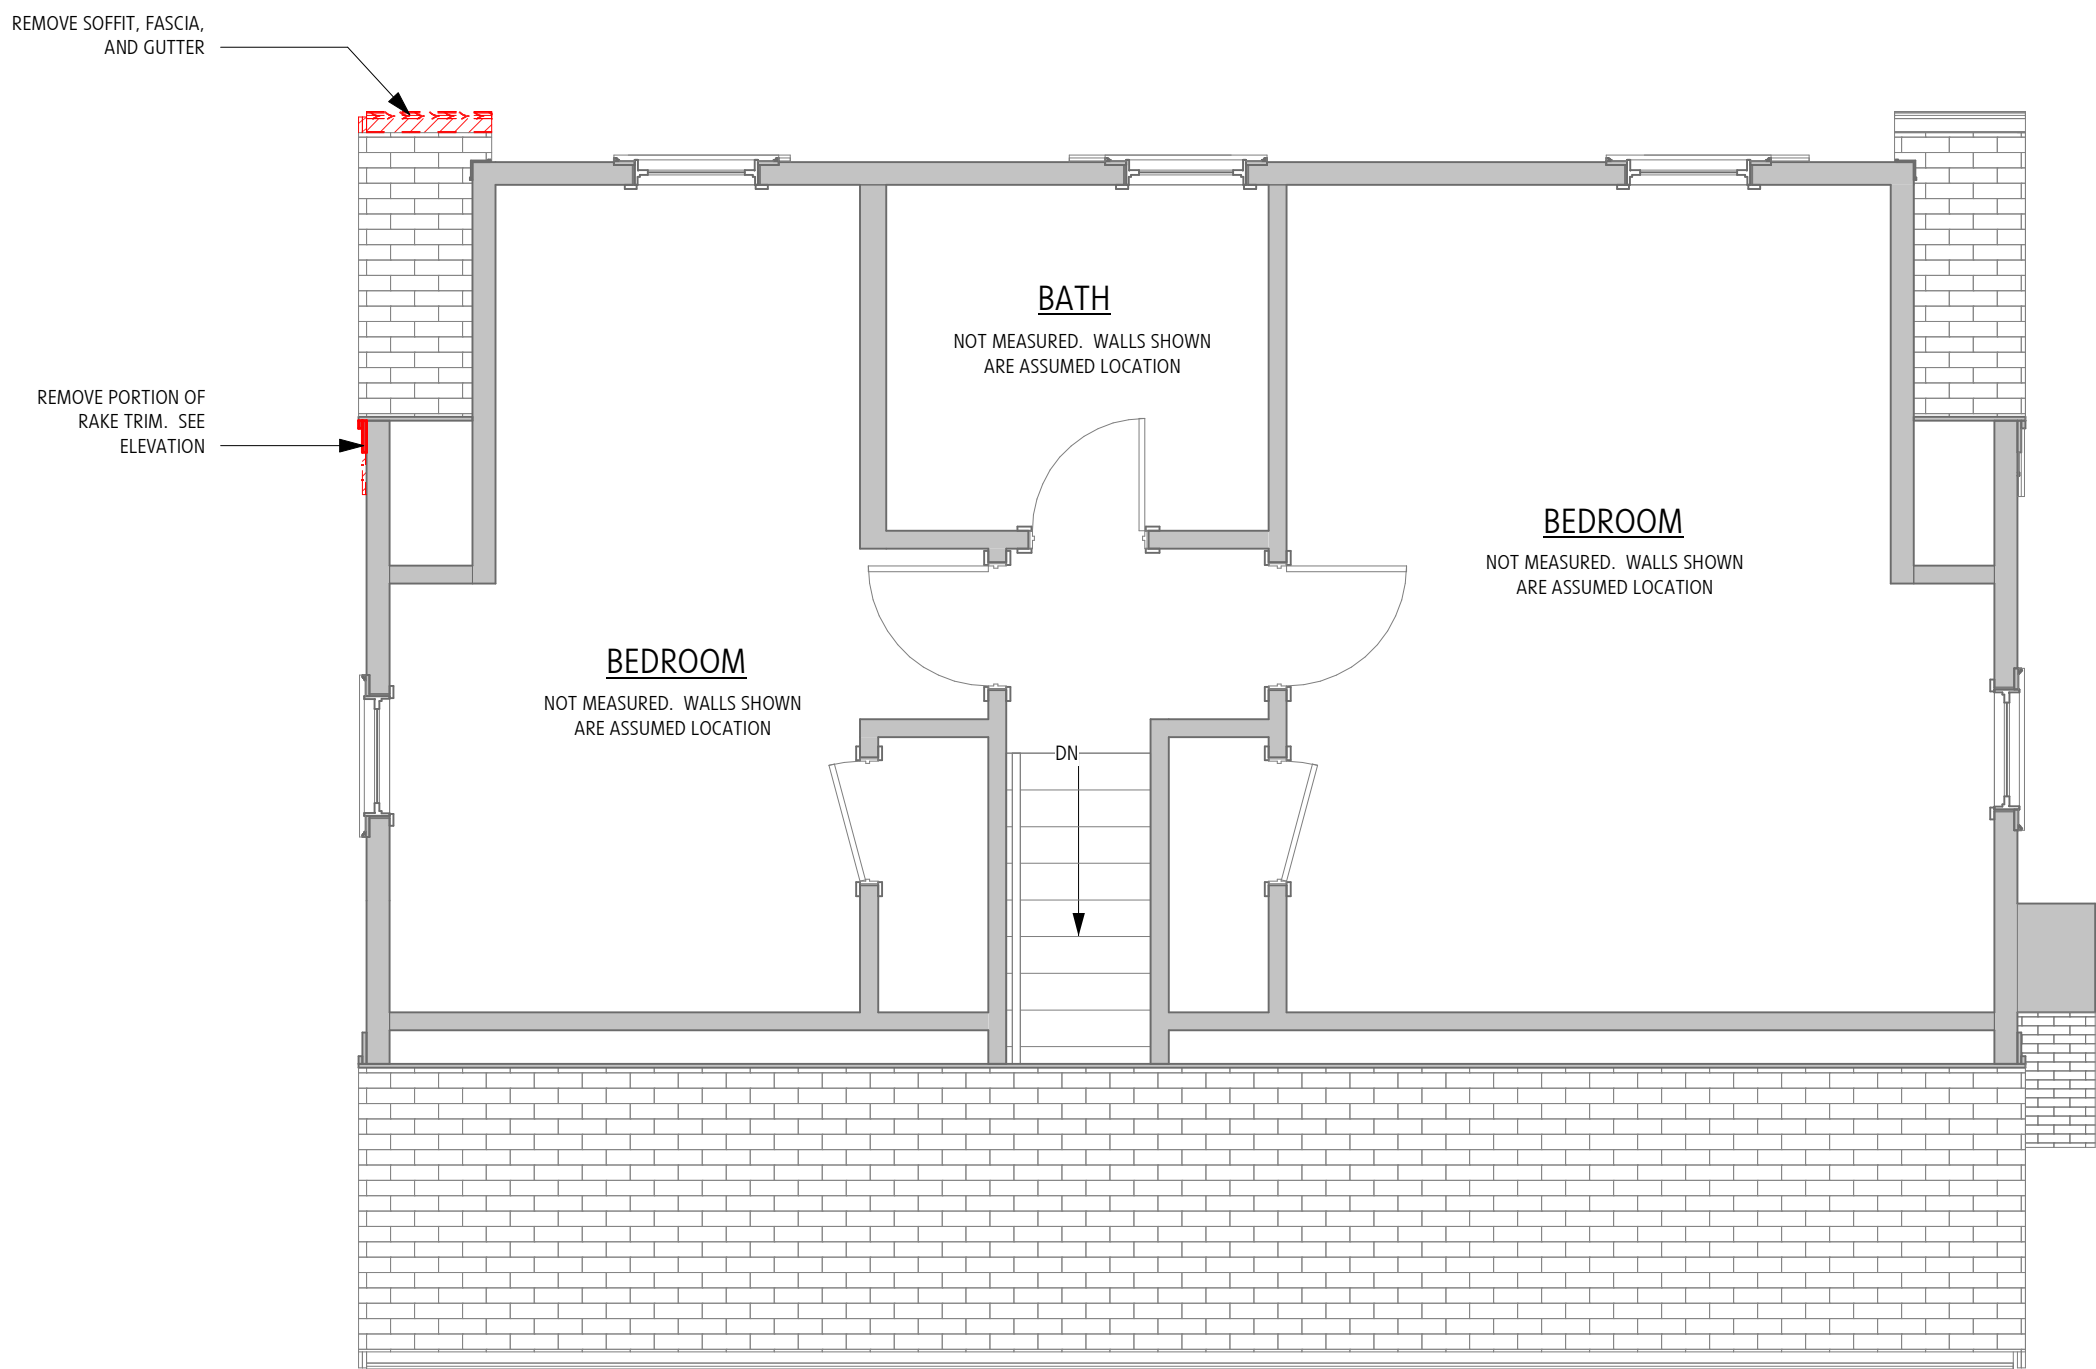 REMOVE SOFFIT, FASCIA,
AND GUTTER
BATH
NOT MEASURED. WALLS SHOWN
ARE ASSUMED LOCATION
REMOVE PORTION OF
RAKE TRIM. SEE
ELEVATION
BEDROOM
NOT MEASURED. WALLS SHOWN
ARE ASSUMED LOCATION
BEDROOM
NOT MEASURED. WALLS SHOWN
ARE ASSUMED LOCATION
DN